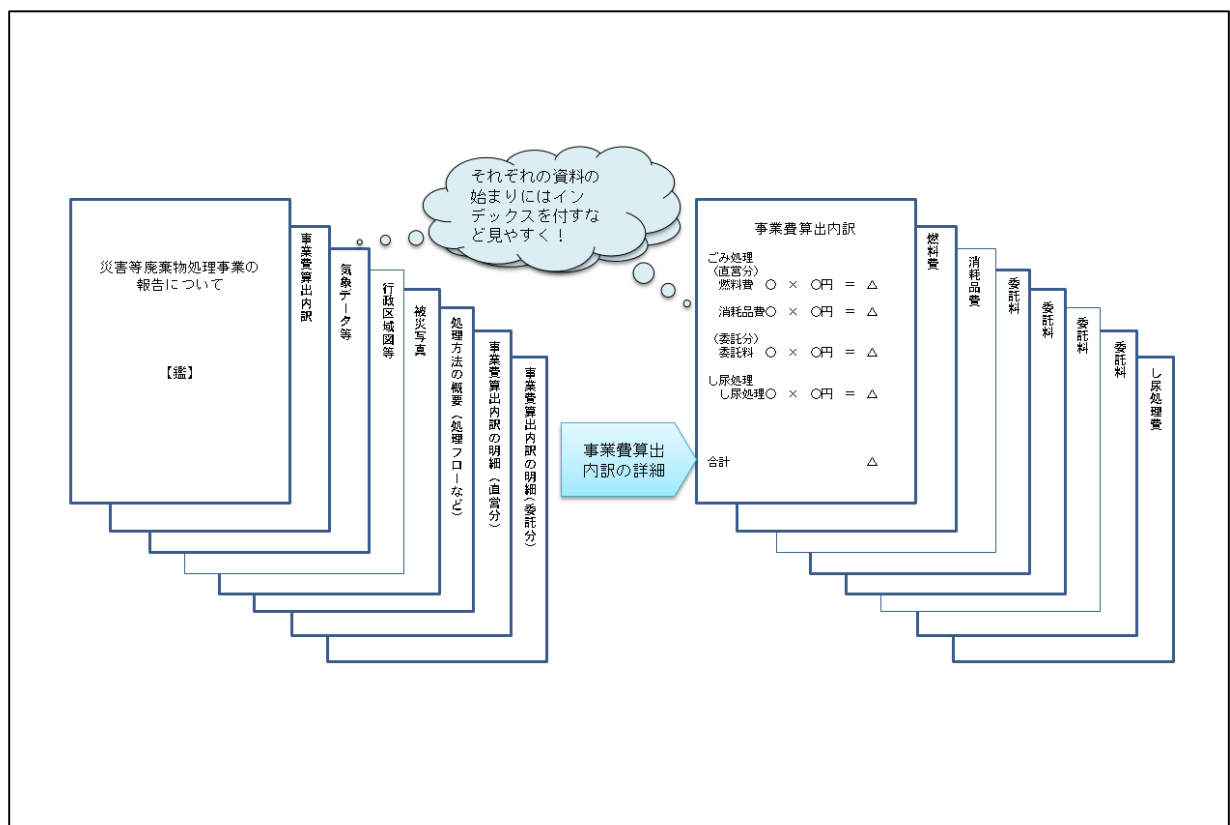 それぞれの資料の
始まりにはイン
デックスを付すな
ど見やすく！
災害等廃棄物処理事業の
報告について
【鑑】
事業費算出内訳
気象データ等
行政区域図等
被災写真
処理方法の概要（処理フローなど）
事業費算出内訳の明細（直営分）
事業費算出内訳の明細（委託分）
事業費算出
内訳の詳細
事業費算出内訳
ごみ処理
（直営分）
燃料費　○　×　○円　＝　△
消耗品費○　×　○円　＝　△
（委託分）
委託料　○　×　○円　＝　△
し尿処理
し尿処理○　×　○円　＝　△
合計　△
燃料費
消耗品費
委託料
委託料
委託料
委託料
し尿処理費